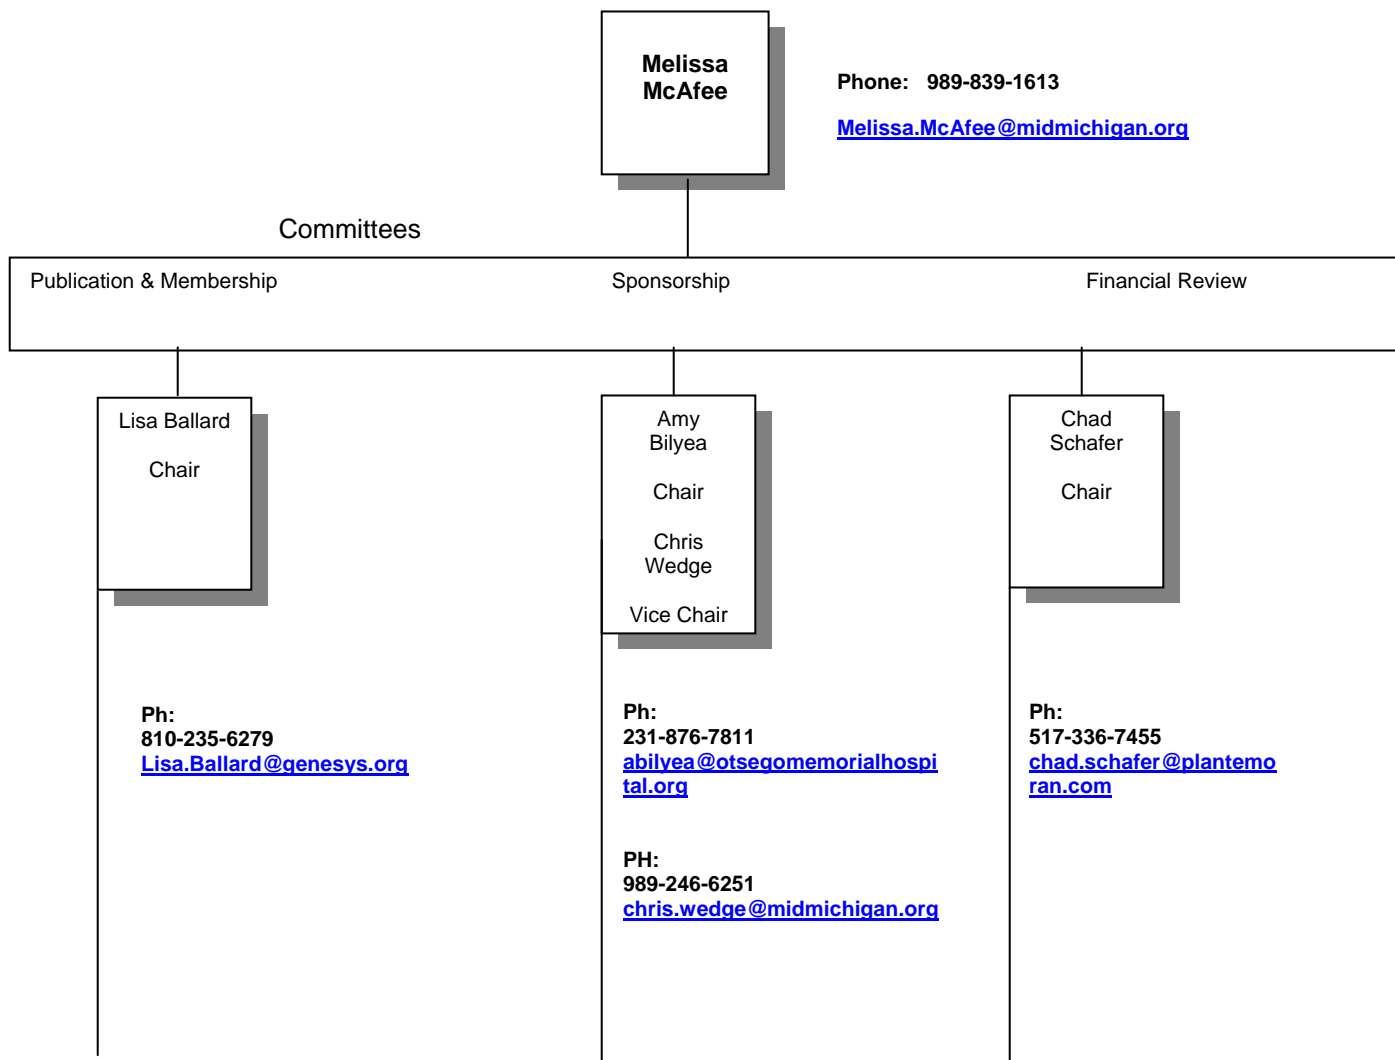 Melissa
McAfee
Phone: 989-839-1613
Melissa.McAfee@midmichigan.org
Committees
Publication & Membership
Sponsorship
Financial Review
Lisa Ballard
Chair
Amy
Bilyea
Chair
Chris
Wedge
Vice Chair
Chad
Schafer
Chair
Ph:
810-235-6279
Lisa.Ballard@genesys.org
Ph:
231-876-7811
abilyea@otsegomemorialhospi
tal.org
PH:
989-246-6251
chris.wedge@midmichigan.org
Ph:
517-336-7455
chad.schafer@plantemo
ran.com